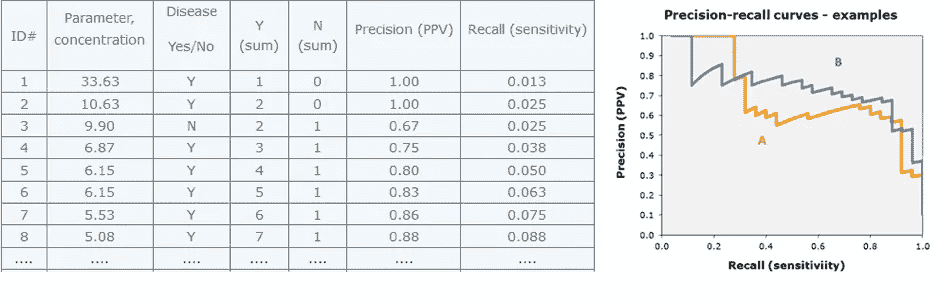 ID# Parameter, concentration Disease Yes/No Y (sum) N (sum) Precision (PPV) Recall (sensitivity)
1 33.63 Y 1 0 1.00 0.013
2 10.63 Y 2 0 1.00 0.025
3 9.90 N 2 1 0.67 0.025
4 6.87 Y 3 1 0.75 0.038
5 6.15 Y 4 1 0.80 0.050
6 6.15 Y 5 1 0.83 0.063
7 5.53 Y 6 1 0.86 0.075
8 5.08 Y 7 1 0.88 0.088
.... .... .... .... .... .... ....
Precision-recall curves - examples
Precision (PPV)
1.0
0.9
0.8
0.7
0.6
0.5
0.4
0.3
0.2
0.1
0.0
B
A
0.0 0.2 0.4 0.6 0.8 1.0
Recall (sensitiviity)